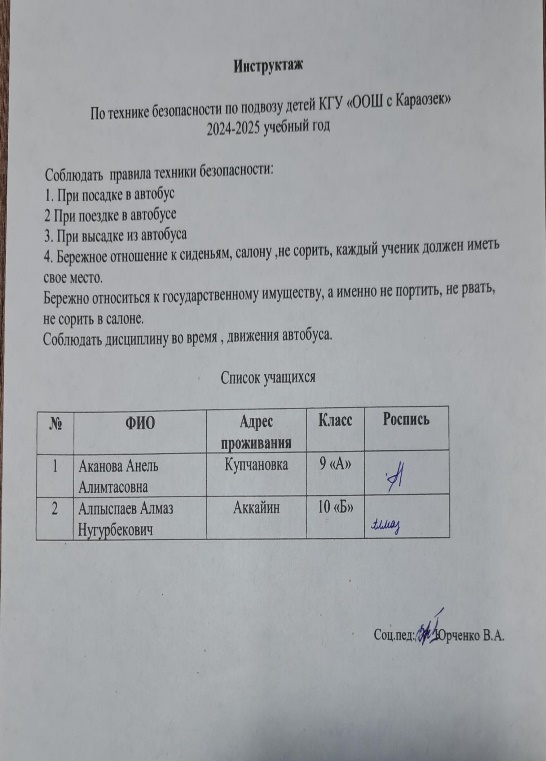 Инструктаж
По технике безопасности по подвозу детей КГУ «ООШ с Караозек»
2024-2025 учебный год
Соблюдать правила техники безопасности:
1. При посадке в автобус
2 При поездке в автобусе
3. При высадке из автобуса
4. Бережное отношение к сиденьям, салону ,не сорить, каждый ученик должен иметь
свое место.
Бережно относиться к государственному имуществу, а именно не портить, не рвать,
не сорить в салоне.
Соблюдать дисциплину во время , движения автобуса.
Список учащихся
№ ФИО Адрес проживания Класс Роспись
1 Аканова Анель Купчановка 9 «А»
Алимтасовна
2 Алпыспаев Алмаз Аккайин 10 «Б» алмаз
Нугурбекович
Соц.пед: Юрченко В.А.